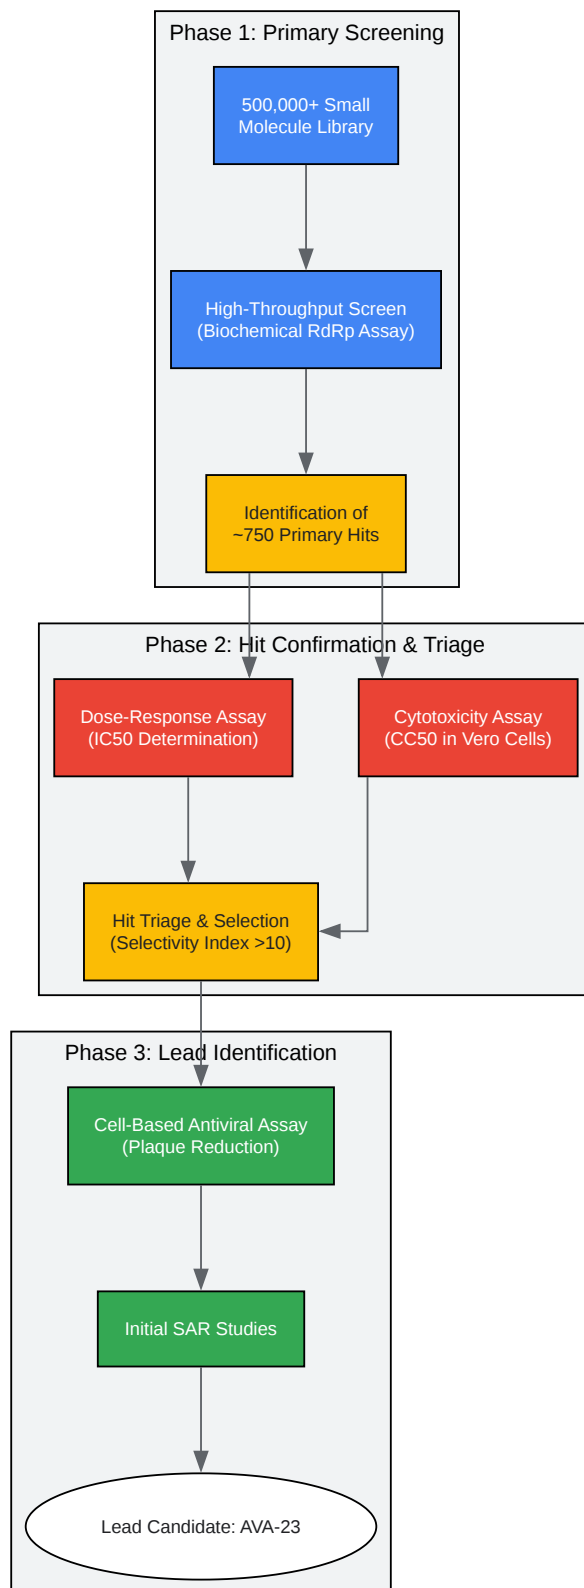 Phase 1: Primary Screening
500,000+ Small
Molecule Library
High-Throughput Screen
(Biochemical RdRp Assay)
Identification of
~750 Primary Hits
Phase 2: Hit Confirmation & Triage
Dose-Response Assay
(IC50 Determination)
Cytotoxicity Assay
(CC50 in Vero Cells)
Hit Triage & Selection
(Selectivity Index >10)
Phase 3: Lead Identification
Cell-Based Antiviral Assay
(Plaque Reduction)
Initial SAR Studies
Lead Candidate: AVA-23